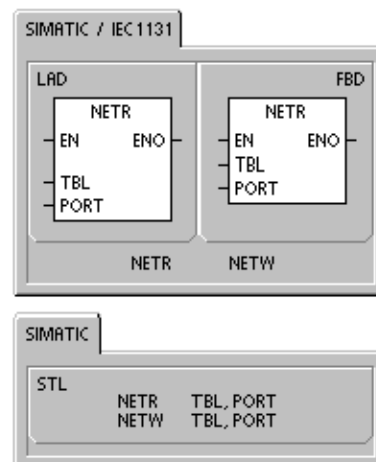 SIMATIC / IEC1131
LAD
FBD
NETR
EN ENO
TBL
PORT
NETR
EN ENO
TBL
PORT
NETR NETW
SIMATIC
STL
NETR TBL, PORT
NETW TBL, PORT